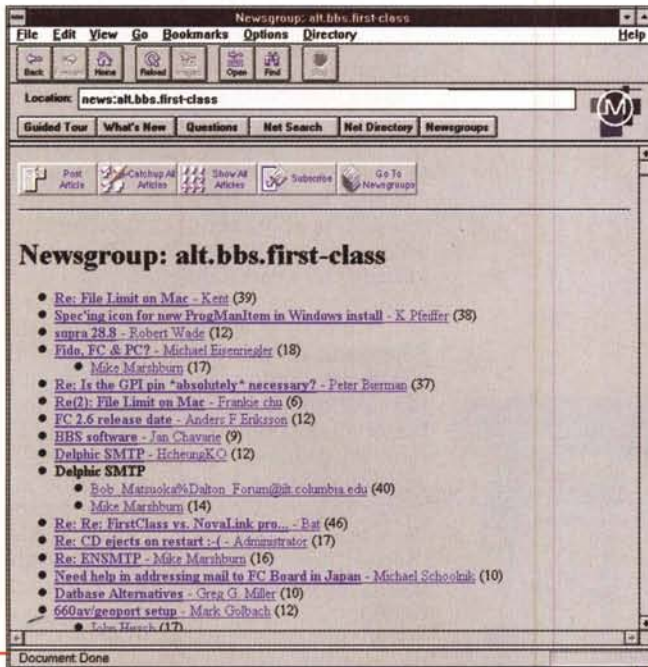 Newsgroup: alt.bbs.first-class
File Edit View Go Bookmarks Options Directory Help
Back Forward Home Reload Images Open Find Stop
Location: news:alt.bbs.first-class
Guided Tour What's New Questions Net Search Net Directory Newsgroups
Post Article Catchup All Articles Show All Articles Subscribe Go To Newsgroups
M
Newsgroup: alt.bbs.first-class
Re: File Limit on Mac - Kent (39)
Spec'ing icon for new ProgManItem in Windows install - K Pfeiffer (38)
supra 28.8 - Robert Wade (12)
Fido, FC & PC? - Michael Eisenriegler (18)
Mike Marshburn (17)
Re: Is the GPI pin *absolutely* necessary? - Peter Bierman (37)
Re(2): File Limit on Mac - Frankie chu (6)
FC 2.6 release date - Anders F Eriksson (12)
BBS software - Jan Chavarie (9)
Delphic SMTP - HcheungKO (12)
Delphic SMTP
Bob_Matsuoka%Dalton_Forum@ilt.columbia.edu (40)
Mike Marshburn (14)
Re: Re: FirstClass vs. NovaLink pro... - Bat (46)
Re: CD ejects on restart :-( - Administrator (17)
Re: ENSMTP - Mike Marshburn (16)
Need help in addressing mail to FC Board in Japan - Michael Schoolnik (10)
Datbase Alternatives - Greg G. Miller (10)
660av/geoport setup - Mark Golbach (12)
John Hirsch (17)
Document Done